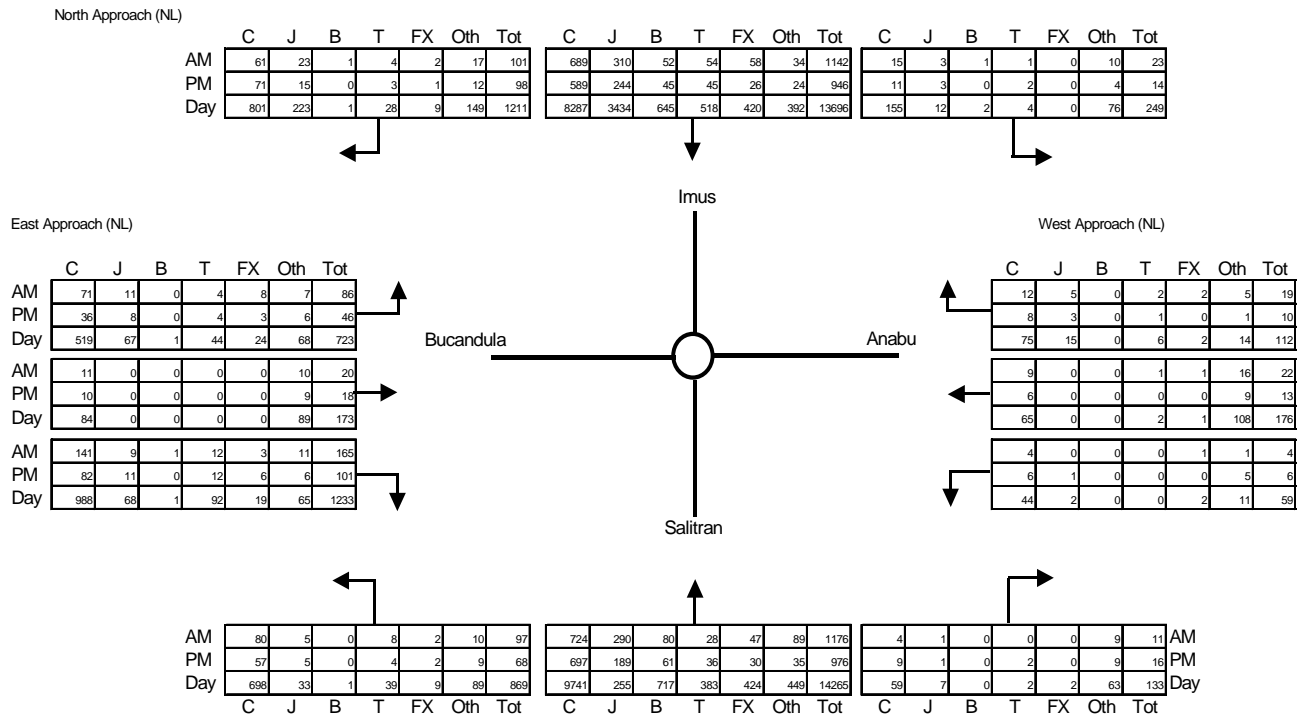 North Approach (NL)
C J B T FX Oth Tot C J B T FX Oth Tot C J B T FX Oth Tot
AM 61 23 1 4 2 17 101 689 310 52 54 58 34 1142 15 3 1 1 0 10 23
PM 71 15 0 3 1 12 98 589 244 45 45 26 24 946 11 3 0 2 0 4 14
Day 801 223 1 28 9 149 1211 8287 3434 645 518 420 392 13696 155 12 2 4 0 76 249
Imus
East Approach (NL) West Approach (NL)
C J B T FX Oth Tot C J B T FX Oth Tot
AM 71 11 0 4 8 7 86 12 5 0 2 2 5 19
PM 36 8 0 4 3 6 46 8 3 0 1 0 1 10
Day 519 67 1 44 24 68 723 75 15 0 6 2 14 112
Bucandula Anabu
AM 11 0 0 0 0 10 20 9 0 0 1 1 16 22
PM 10 0 0 0 0 9 18 6 0 0 0 0 9 13
Day 84 0 0 0 0 89 173 65 0 0 2 1 108 176
AM 141 9 1 12 3 11 165 4 0 0 0 1 1 4
PM 82 11 0 12 6 6 101 6 1 0 0 0 5 6
Day 988 68 1 92 19 65 1233 44 2 0 0 2 11 59
Salitran
AM 80 5 0 8 2 10 97 724 290 80 28 47 89 1176 4 1 0 0 0 9 11 AM
PM 57 5 0 4 2 9 68 697 189 61 36 30 35 976 9 1 0 2 0 9 16 PM
Day 698 33 1 39 9 89 869 9741 255 717 383 424 449 14265 59 7 0 2 2 63 133 Day
C J B T FX Oth Tot C J B T FX Oth Tot C J B T FX Oth Tot